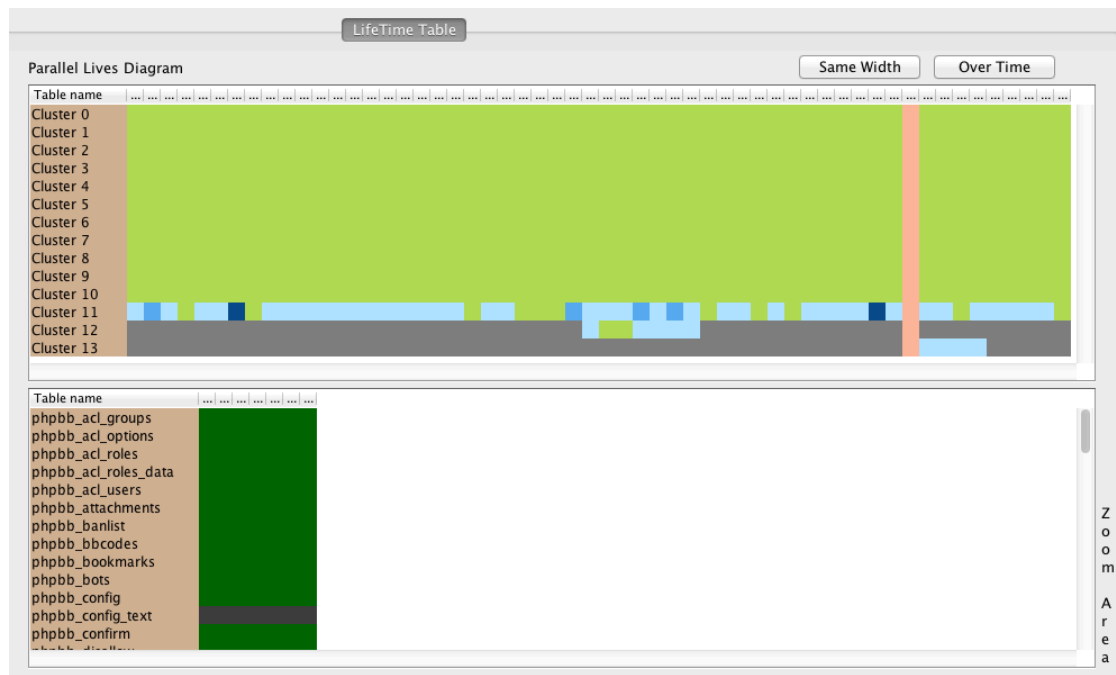 LifeTime Table
Parallel Lives Diagram
Same Width
Over Time
Table name ... ... ... ... ... ... ... ... ... ... ... ... ... ... ... ... ... ... ... ... ... ... ... ... ... ... ... ... ... ... ... ... ... ... ... ... ... ... ... ... ... ... ... ... ... ... ... ... ... ... ... ... ... ... ... ...
Cluster 0
Cluster 1
Cluster 2
Cluster 3
Cluster 4
Cluster 5
Cluster 6
Cluster 7
Cluster 8
Cluster 9
Cluster 10
Cluster 11
Cluster 12
Cluster 13
Table name ... ... ... ... ... ... ...
phpbb_acl_groups
phpbb_acl_options
phpbb_acl_roles
phpbb_acl_roles_data
phpbb_acl_users
phpbb_attachments
phpbb_banlist
phpbb_bbcodes
phpbb_bookmarks
phpbb_bots
phpbb_config
phpbb_config_text
phpbb_confirm
Zoom Area